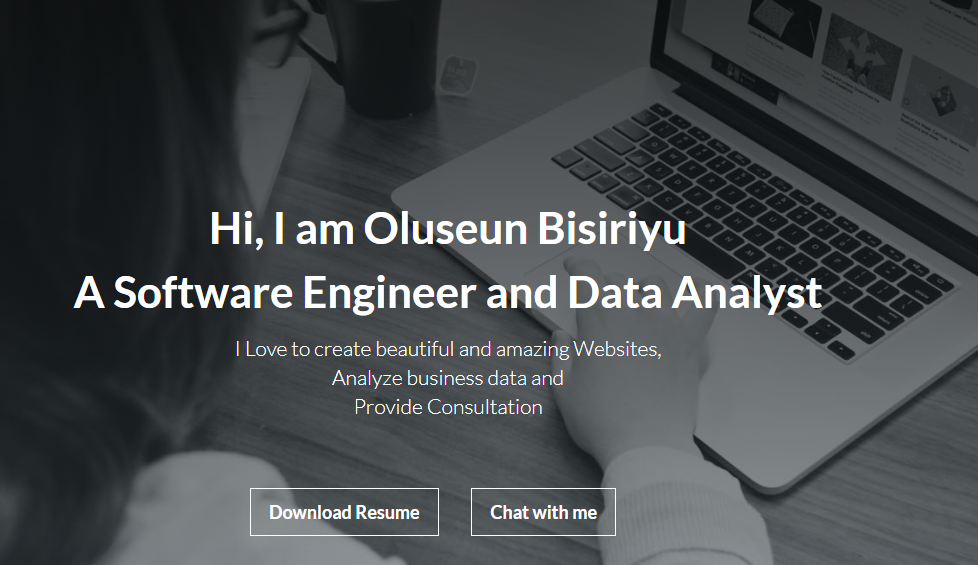 Hi, I am Oluseun Bisiriyu
A Software Engineer and Data Analyst
I Love to create beautiful and amazing Websites,
Analyze business data and
Provide Consultation
Download Resume
Chat with me